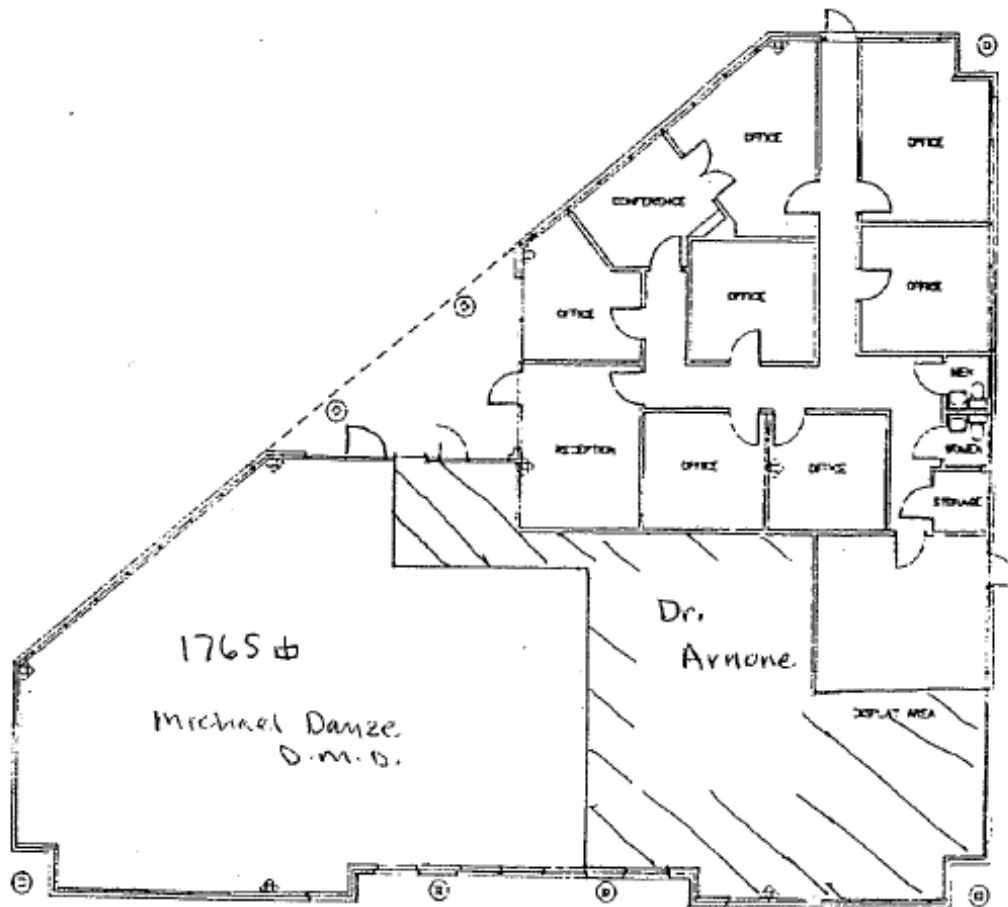 OFFICE
OFFICE
CONFERENCE
OFFICE
OFFICE
OFFICE
MEN
WOMEN
RECEPTION
OFFICE
OFFICE
STORAGE
Dr.
Arnone
1765
Michael Danze
D.M.D.
DISPLAY AREA